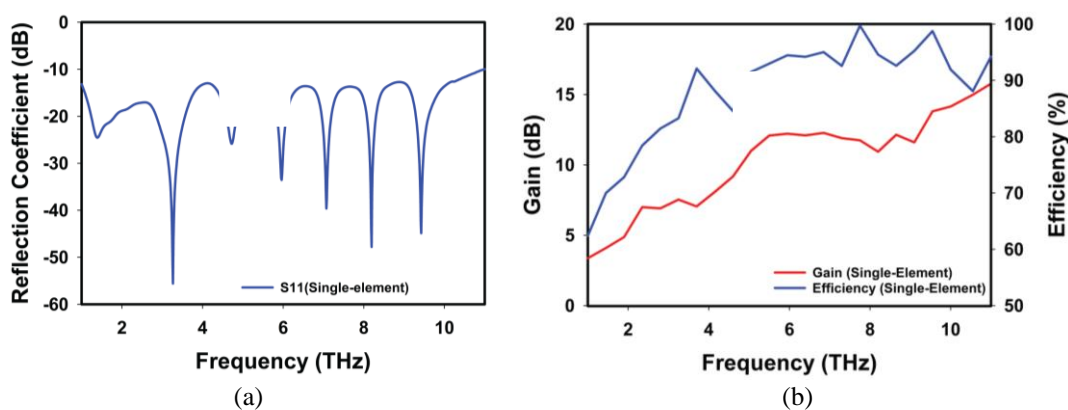 0
-10
-20
-30
-40
-50
-60
Reflection Coefficient (dB)
S11(Single-element)
2 4 6 8 10
Frequency (THz)
(a)
20
15
10
5
0
Gain (dB)
100
90
80
70
60
50
Efficiency (%)
Gain (Single-Element)
Efficiency (Single-Element)
2 4 6 8 10
Frequency (THz)
(b)